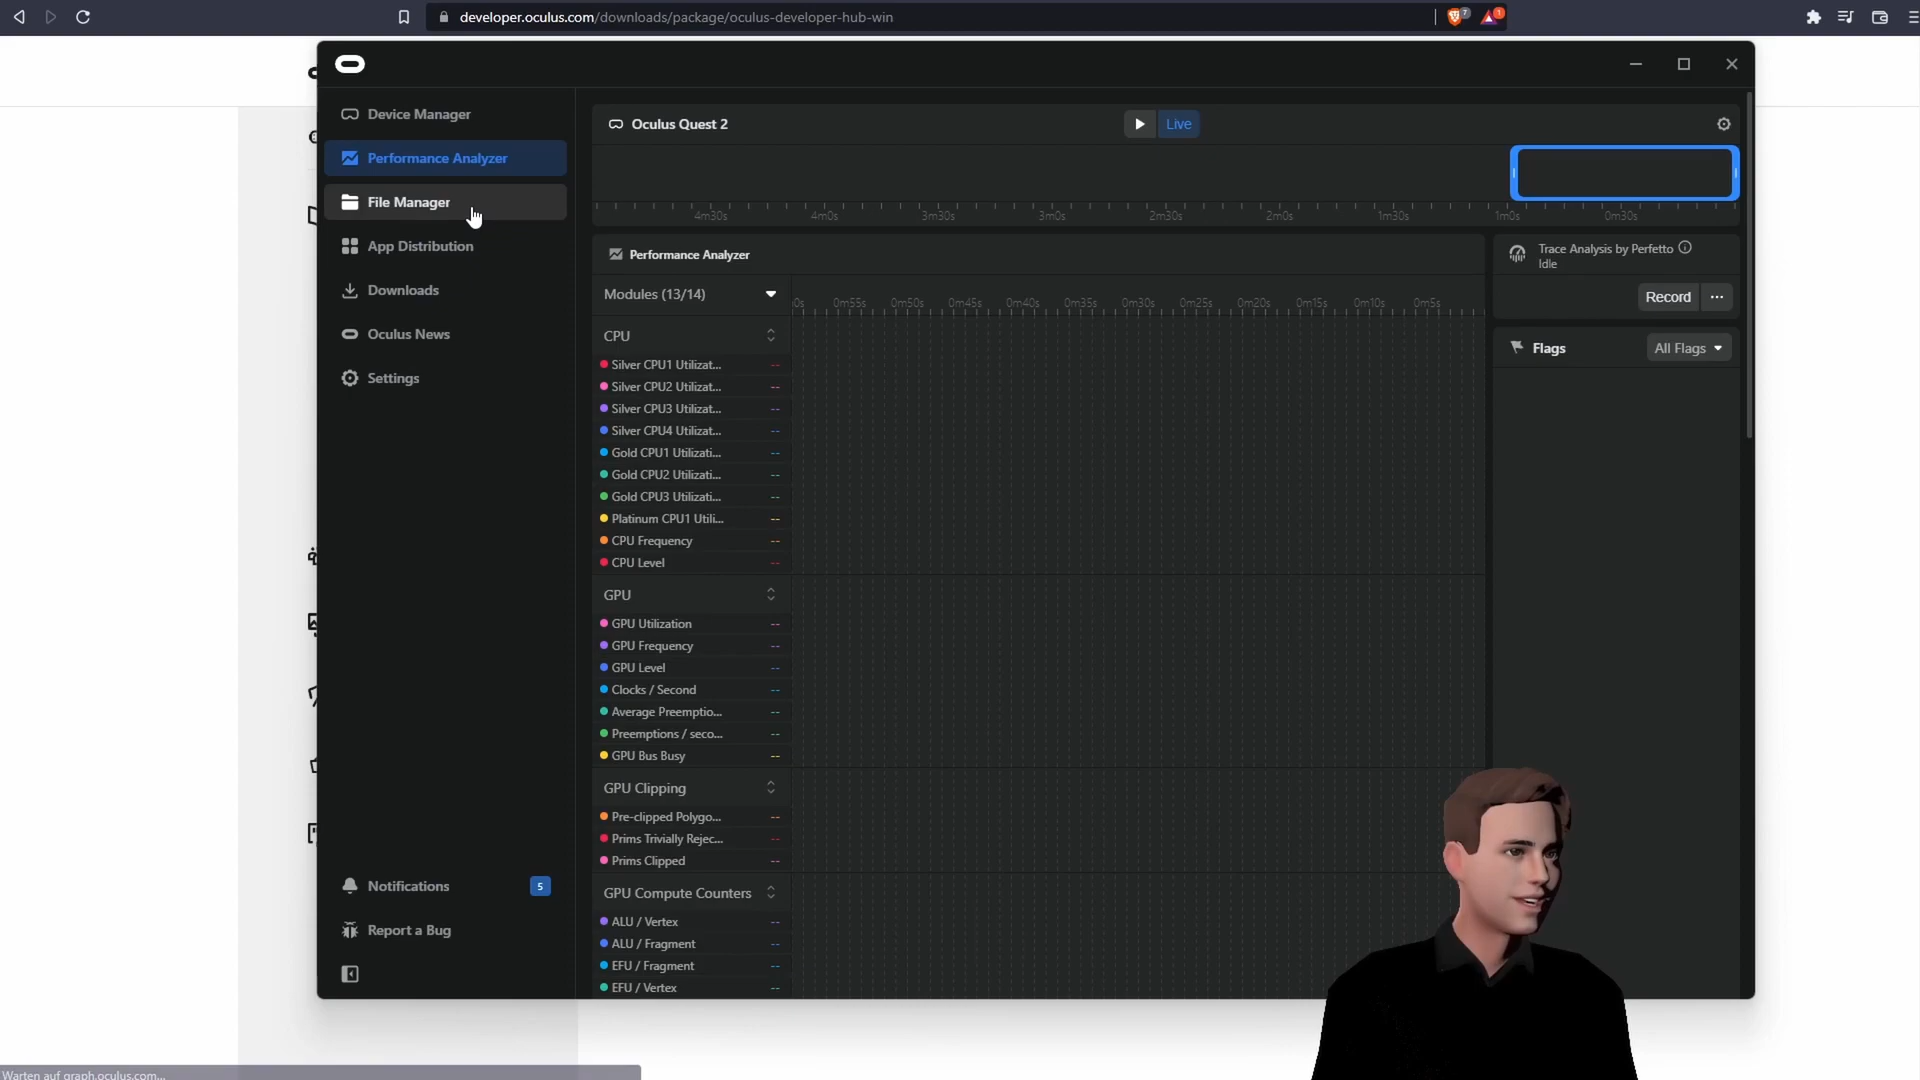 developer.oculus.com/downloads/package/oculus-developer-hub-win
7
1
Device Manager
Performance Analyzer
File Manager
App Distribution
Downloads
Oculus News
Settings
Notifications
5
Report a Bug
Oculus Quest 2
Live
4m30s
4m0s
3m30s
3m0s
2m30s
2m0s
1m30s
1m0s
0m30s
Performance Analyzer
Modules (13/14)
0s
0m55s
0m50s
0m45s
0m40s
0m35s
0m30s
0m25s
0m20s
0m15s
0m10s
0m5s
CPU
Silver CPU1 Utilizat... --
Silver CPU2 Utilizat... --
Silver CPU3 Utilizat... --
Silver CPU4 Utilizat... --
Gold CPU1 Utilizati... --
Gold CPU2 Utilizati... --
Gold CPU3 Utilizati... --
Platinum CPU1 Utili... --
CPU Frequency --
CPU Level --
GPU
GPU Utilization --
GPU Frequency --
GPU Level --
Clocks / Second --
Average Preemptio... --
Preemptions / seco... --
GPU Bus Busy --
GPU Clipping
Pre-clipped Polygo... --
Prims Trivially Rejec... --
Prims Clipped --
GPU Compute Counters
ALU / Vertex --
ALU / Fragment --
EFU / Fragment --
EFU / Vertex --
Trace Analysis by Perfetto
Idle
Record
...
Flags
All Flags
Warten auf graph.oculus.com...